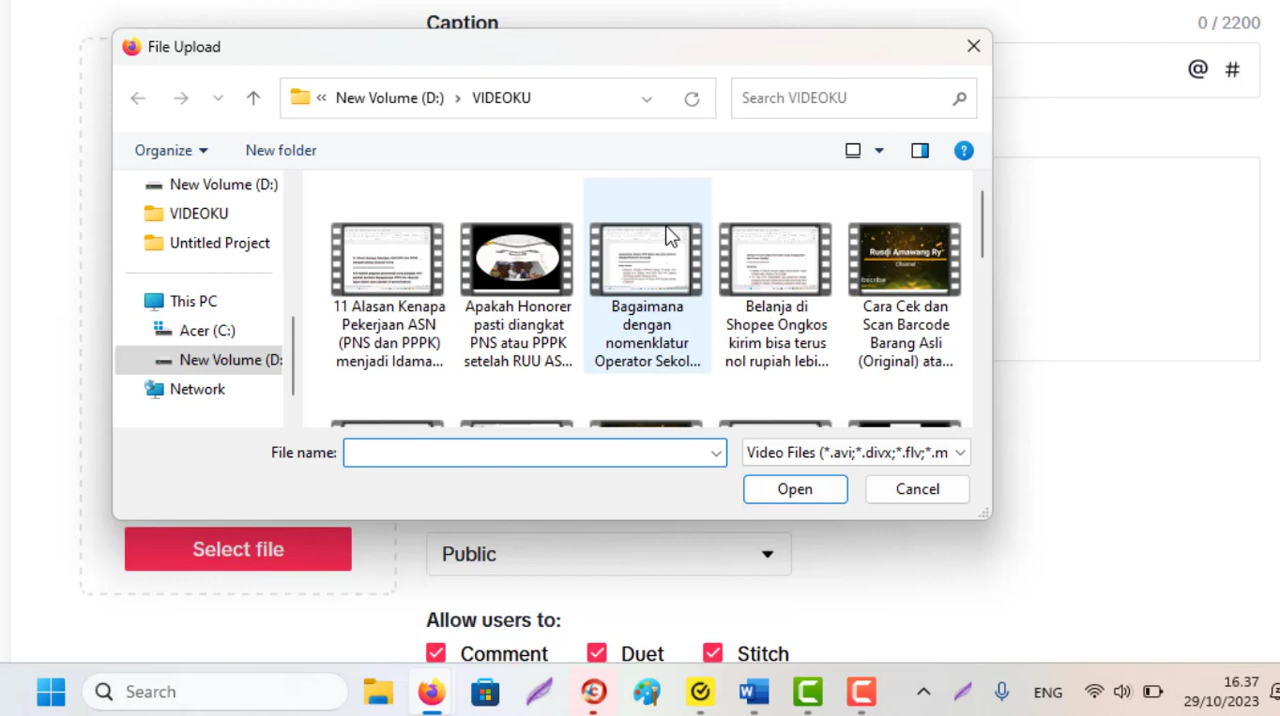 Caption
0 / 2200
File Upload
« New Volume (D:) › VIDEOKU
Search VIDEOKU
@ #
Organize
New folder
New Volume (D:)
VIDEOKU
Untitled Project
This PC
Acer (C:)
New Volume (D:
Network
11 Alasan Kenapa
Pekerjaan ASN
(PNS dan PPPK)
menjadi Idama...
Apakah Honorer
pasti diangkat
PNS atau PPPK
setelah RUU AS...
Bagaimana
dengan
nomenklatur
Operator Sekol...
Belanja di
Shopee Ongkos
kirim bisa terus
nol rupiah lebi...
Rusdi Amawang Ry
Channel
Cara Cek dan
Scan Barcode
Barang Asli
(Original) ata...
File name:
Video Files (*.avi;*.divx;*.flv;*.m
Open
Cancel
Select file
Public
Allow users to:
Comment
Duet
Stitch
Search
ENG
16.37
29/10/2023